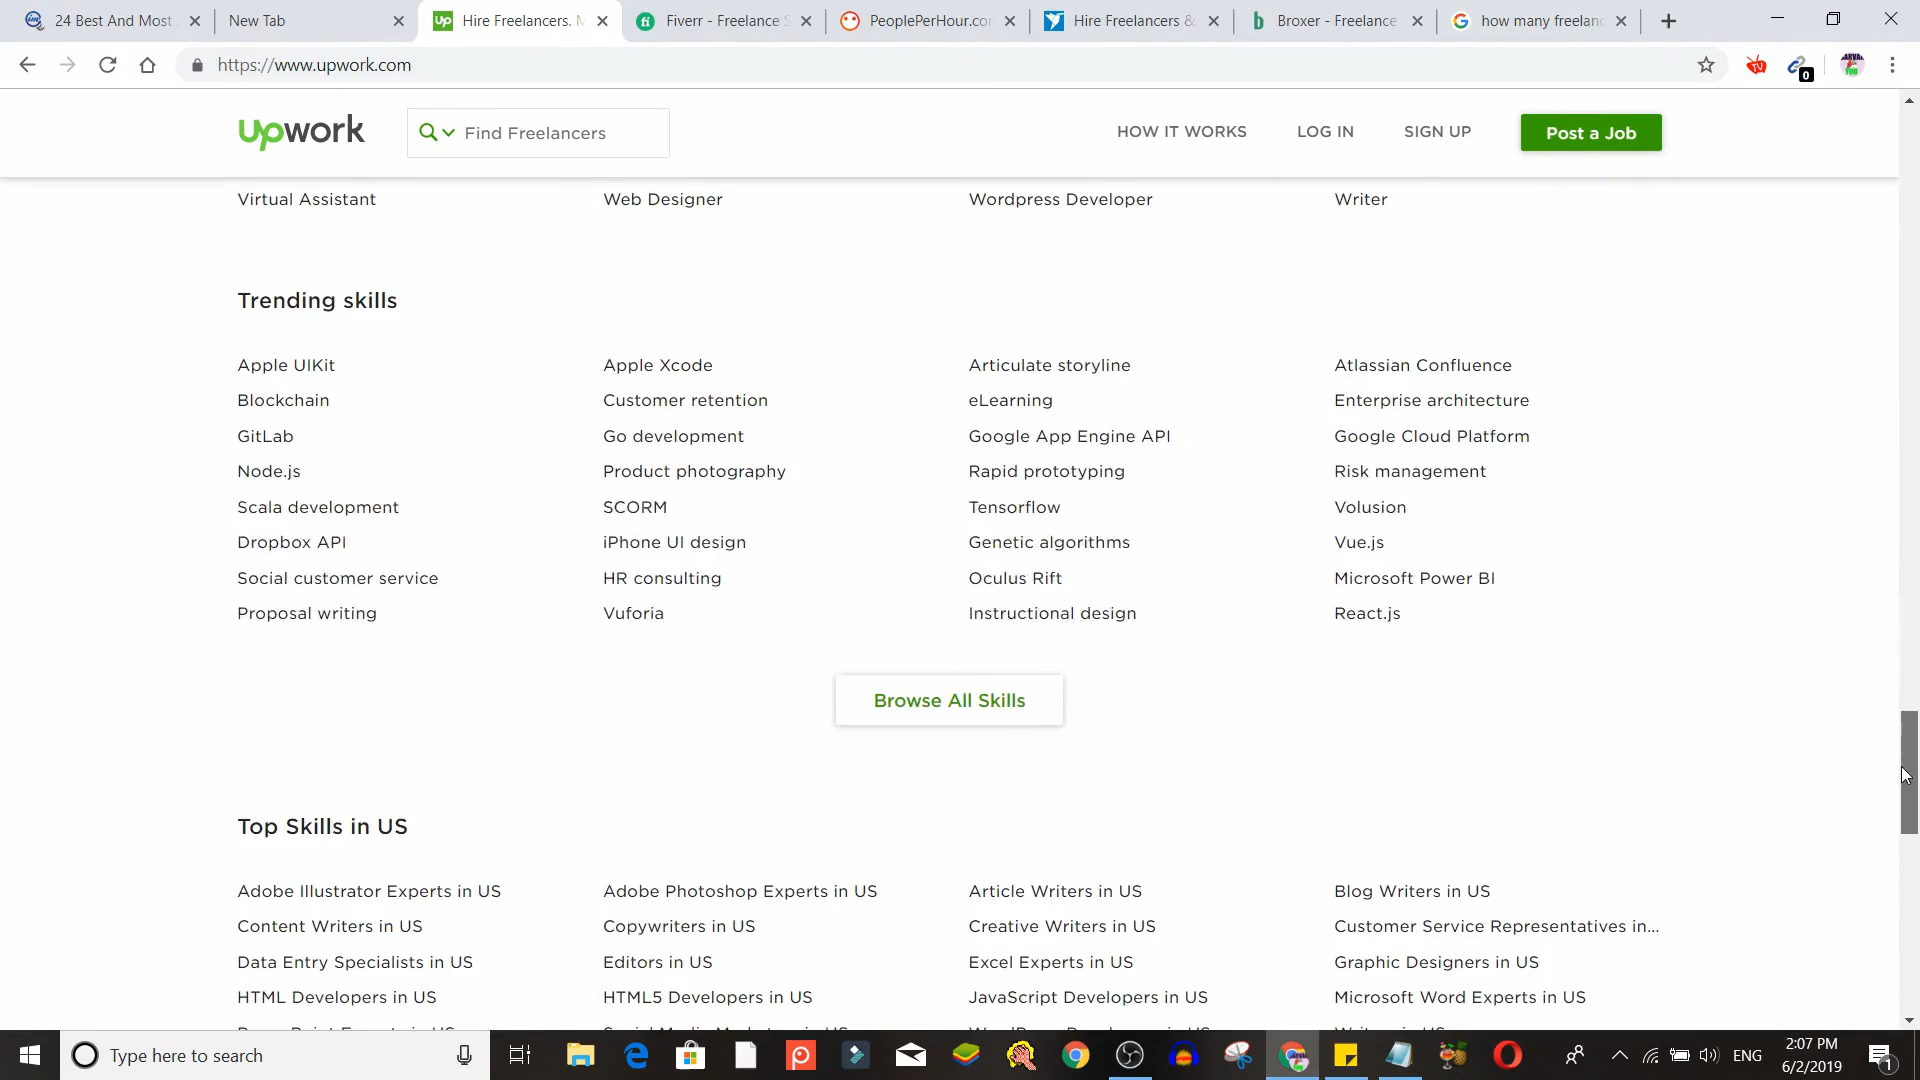 24 Best And Most
New Tab
Up Hire Freelancers. M
fi Fiverr - Freelance S
PeoplePerHour.com
Hire Freelancers &
b Broxer - Freelance
G how many freelanc
https://www.upwork.com
TV
0
upwork
Find Freelancers
HOW IT WORKS
LOG IN
SIGN UP
Post a Job
Virtual Assistant
Web Designer
Wordpress Developer
Writer
Trending skills
Apple UIKit
Apple Xcode
Articulate storyline
Atlassian Confluence
Blockchain
Customer retention
eLearning
Enterprise architecture
GitLab
Go development
Google App Engine API
Google Cloud Platform
Node.js
Product photography
Rapid prototyping
Risk management
Scala development
SCORM
Tensorflow
Volusion
Dropbox API
iPhone UI design
Genetic algorithms
Vue.js
Social customer service
HR consulting
Oculus Rift
Microsoft Power BI
Proposal writing
Vuforia
Instructional design
React.js
Browse All Skills
Top Skills in US
Adobe Illustrator Experts in US
Adobe Photoshop Experts in US
Article Writers in US
Blog Writers in US
Content Writers in US
Copywriters in US
Creative Writers in US
Customer Service Representatives in...
Data Entry Specialists in US
Editors in US
Excel Experts in US
Graphic Designers in US
HTML Developers in US
HTML5 Developers in US
JavaScript Developers in US
Microsoft Word Experts in US
Type here to search
ENG
2:07 PM
6/2/2019
1